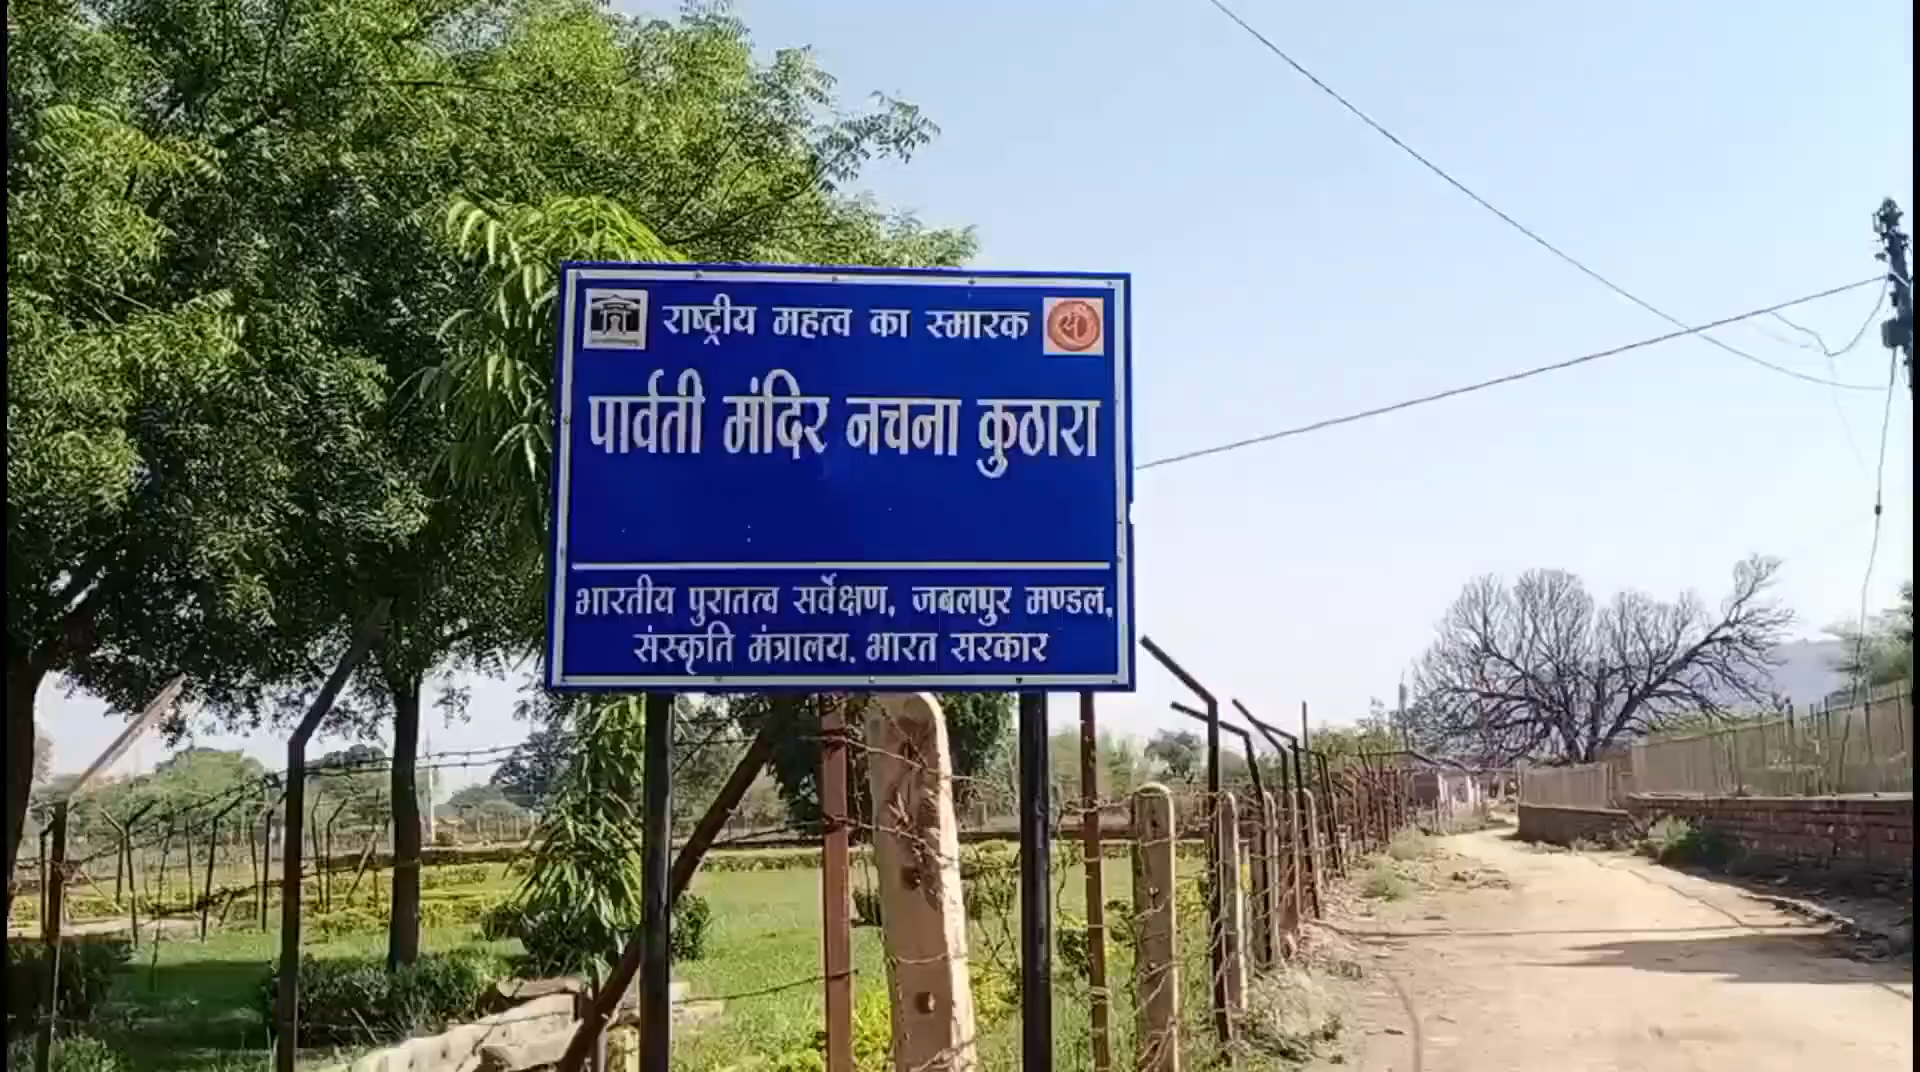 राष्ट्रीय महत्व का स्मारक
पार्वती मंदिर नचना कुठारा
भारतीय पुरातत्व सर्वेक्षण, जबलपुर मण्डल,
संस्कृति मंत्रालय, भारत सरकार